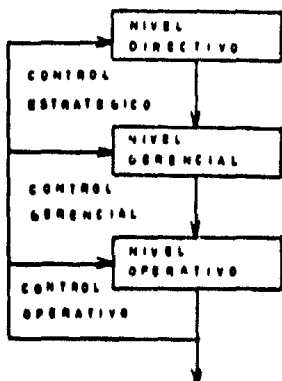 NIVEL
DIRECTIVO
CONTROL
ESTRATEGICO
NIVEL
GERENCIAL
CONTROL
GERENCIAL
NIVEL
OPERATIVO
CONTROL
OPERATIVO